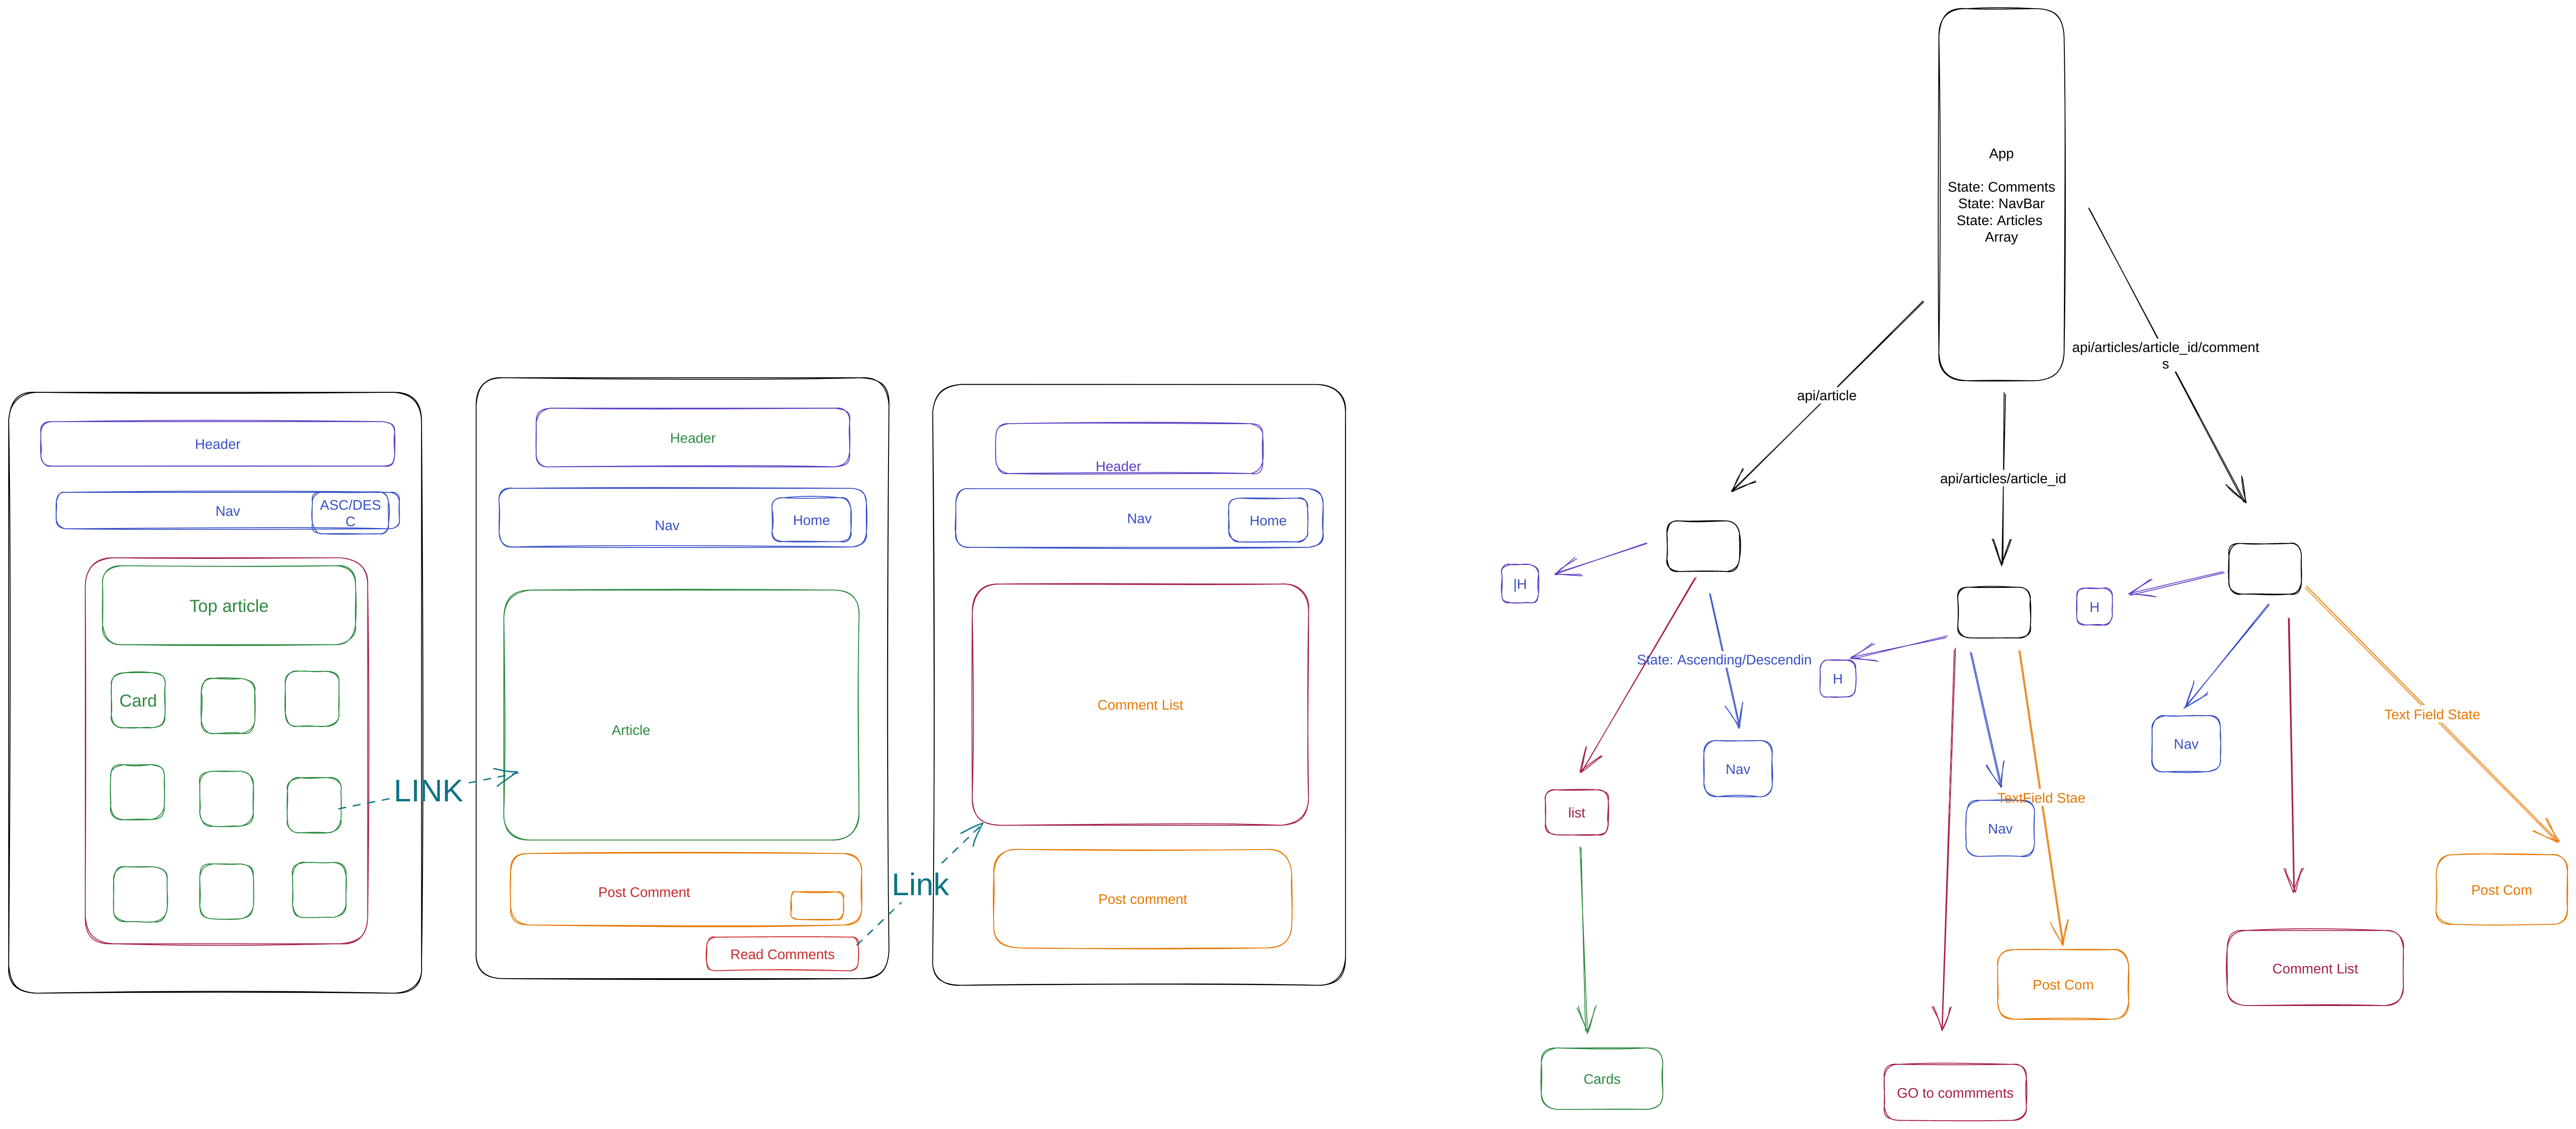 Header
Nav
ASC/DES
C
Top article
Card
LINK
Header
Nav
Home
Article
Post Comment
Read Comments
Link
Header
Nav
Home
Comment List
Post comment
App
State: Comments
State: NavBar
State: Articles
Array
api/article
api/articles/article_id
api/articles/article_id/comment
s
|H
State: Ascending/Descendin
Nav
list
Cards
H
TextField Stae
Nav
Post Com
GO to commments
H
Nav
Text Field State
Comment List
Post Com